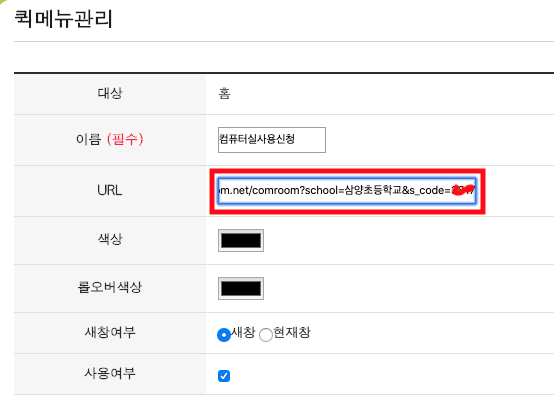 퀵메뉴관리
대상 홈
이름 (필수) 컴퓨터실사용신청
URL om.net/comroom?school=삼양초등학교&s_code=
색상
롤오버색상
새창여부 새창 현재창
사용여부